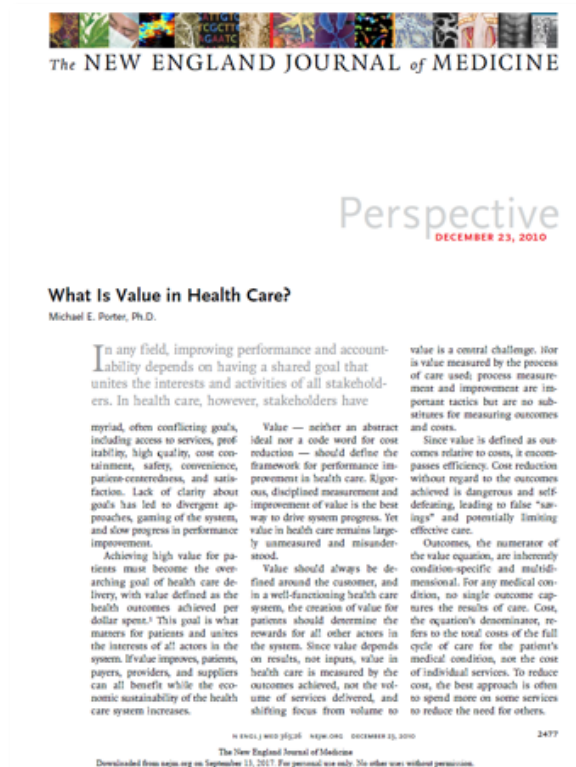 The NEW ENGLAND JOURNAL of MEDICINE
Perspective
DECEMBER 23, 2010
What Is Value in Health Care?
Michael E. Porter, Ph.D.
In any field, improving performance and account-
ability depends on having a shared goal that
unites the interests and activities of all stakehold-
ers. In health care, however, stakeholders have
myriad, often conflicting goals,
including access to services, prof-
itability, high quality, cost con-
tainment, safety, convenience,
patient-centeredness, and satis-
faction. Lack of clarity about
goals has led to divergent ap-
proaches, gaming of the system,
and slow progress in performance
improvement.
Achieving high value for pa-
tients must become the over-
arching goal of health care de-
livery, with value defined as the
health outcomes achieved per
dollar spent.¹ This goal is what
matters for patients and unites
the interests of all actors in the
system. If value improves, patients,
payers, providers, and suppliers
can all benefit while the eco-
nomic sustainability of the health
care system increases.
Value — neither an abstract
ideal nor a code word for cost
reduction — should define the
framework for performance im-
provement in health care. Rigor-
ous, disciplined measurement and
improvement of value is the best
way to drive system progress. Yet
value in health care remains large-
ly unmeasured and misunder-
stood.
Value should always be de-
fined around the customer, and
in a well-functioning health care
system, the creation of value for
patients should determine the
rewards for all other actors in
the system. Since value depends
on results, not inputs, value in
health care is measured by the
outcomes achieved, not the vol-
ume of services delivered, and
shifting focus from volume to
value is a central challenge. Nor
is value measured by the process
of care used; process measure-
ment and improvement are im-
portant tactics but are no sub-
stitutes for measuring outcomes
and costs.
Since value is defined as out-
comes relative to costs, it encom-
passes efficiency. Cost reduction
without regard to the outcomes
achieved is dangerous and self-
defeating, leading to false “sav-
ings” and potentially limiting
effective care.
Outcomes, the numerator of
the value equation, are inherently
condition-specific and multidi-
mensional. For any medical con-
dition, no single outcome cap-
tures the results of care. Cost,
the equation’s denominator, re-
fers to the total costs of the full
cycle of care for the patient’s
medical condition, not the cost
of individual services. To reduce
cost, the best approach is often
to spend more on some services
to reduce the need for others.
N ENGL J MED 363;26 NEJM.ORG DECEMBER 23, 2010
2477
The New England Journal of Medicine
Downloaded from nejm.org on September 13, 2017. For personal use only. No other uses without permission.